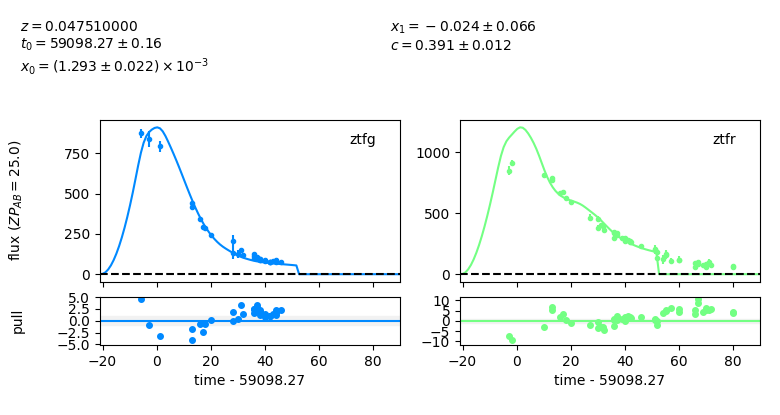 z = 0.047510000
t₀ = 59098.27 ± 0.16
x₀ = (1.293 ± 0.022) × 10⁻³
x₁ = −0.024 ± 0.066
c = 0.391 ± 0.012
flux (ZP_AB = 25.0)
750
500
250
0
ztfg
1000
500
0
ztfr
pull
5.0
2.5
0.0
−2.5
−5.0
−20 0 20 40 60 80
time - 59098.27
10
5
0
−5
−10
−20 0 20 40 60 80
time - 59098.27